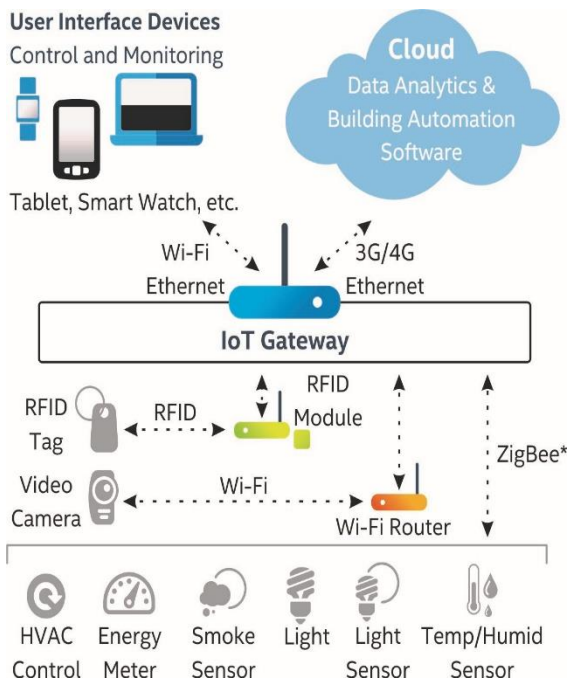 User Interface Devices
Control and Monitoring
Cloud
Data Analytics &
Building Automation
Software
Tablet, Smart Watch, etc.
Wi-Fi
3G/4G
Ethernet
Ethernet
IoT Gateway
RFID
Tag
RFID
RFID
Module
ZigBee*
Video
Camera
Wi-Fi
Wi-Fi Router
HVAC
Control
Energy
Meter
Smoke
Sensor
Light
Light
Sensor
Temp/Humid
Sensor